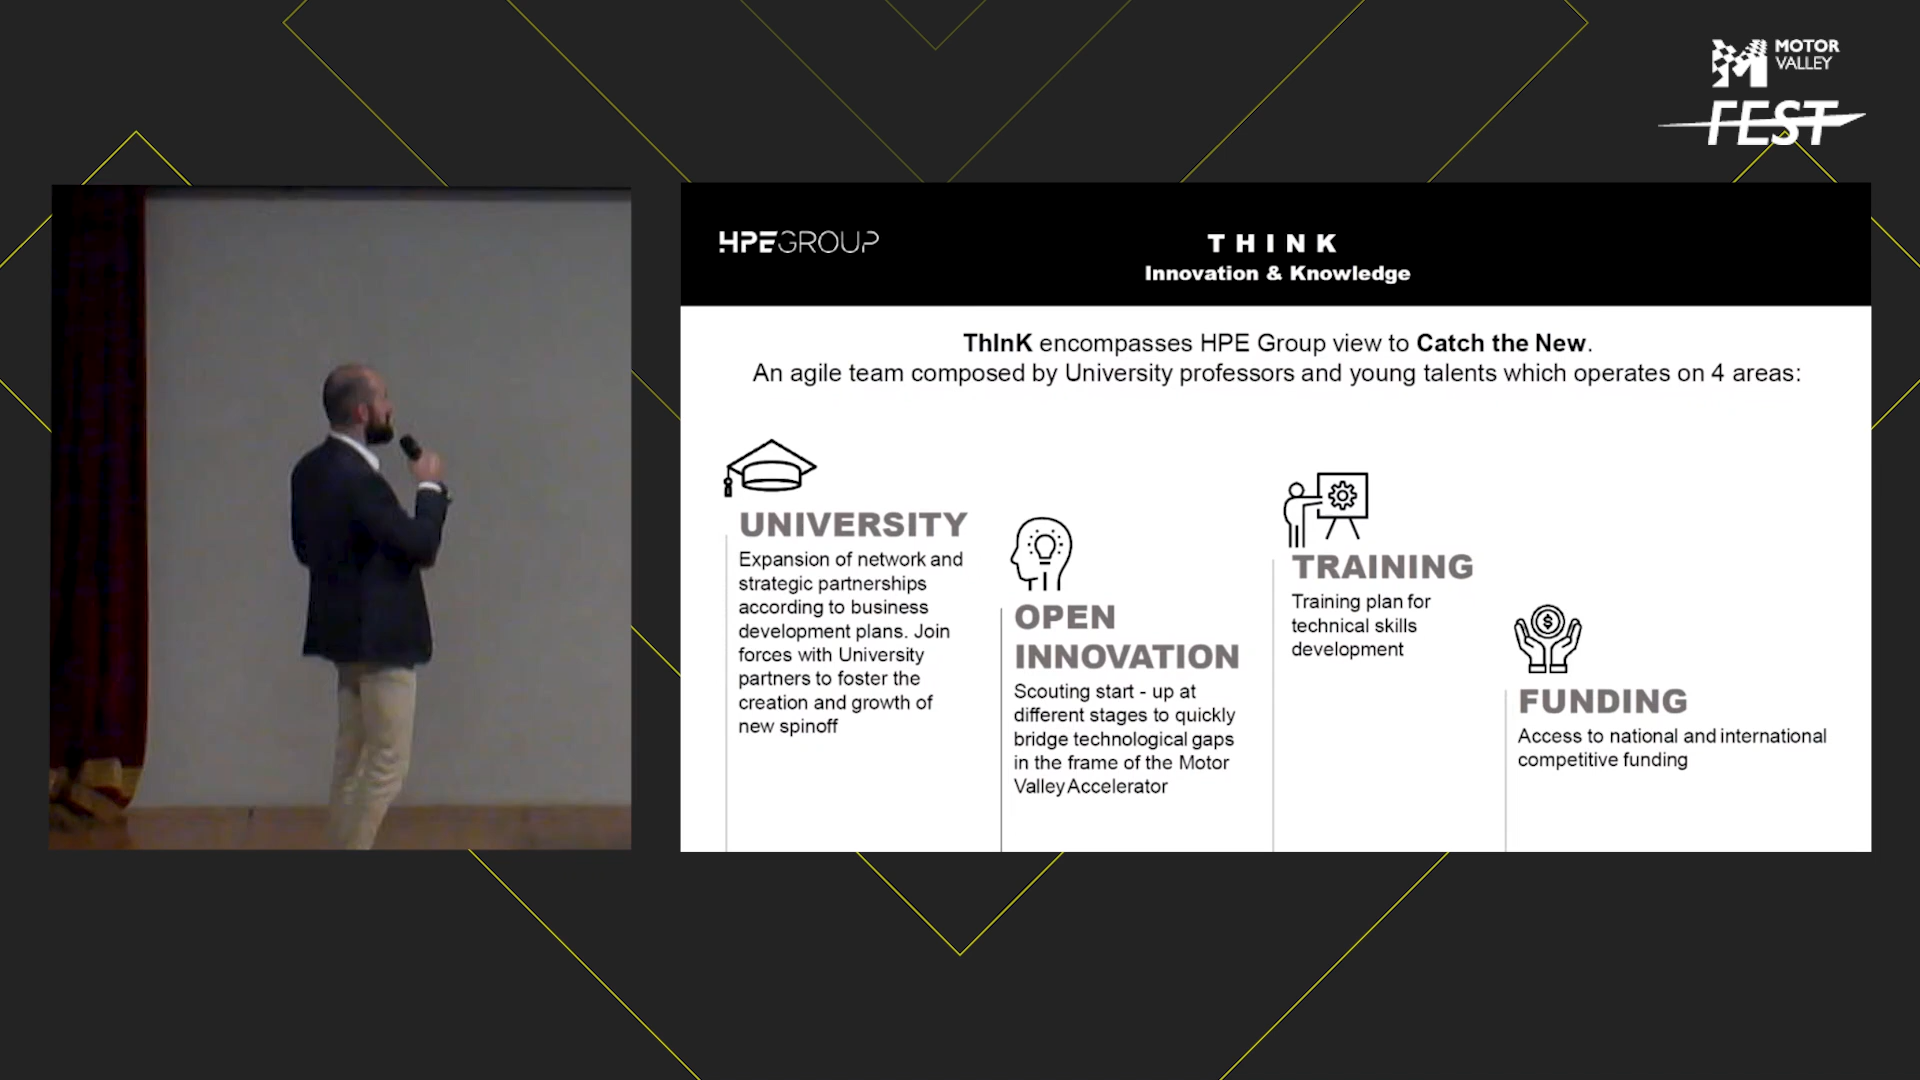 MOTOR
VALLEY
FEST
HPEGROUP
THINK
Innovation & Knowledge
ThInK encompasses HPE Group view to Catch the New.
An agile team composed by University professors and young talents which operates on 4 areas:
UNIVERSITY
Expansion of network and
strategic partnerships
according to business
development plans. Join
forces with University
partners to foster the
creation and growth of
new spinoff
OPEN
INNOVATION
Scouting start - up at
different stages to quickly
bridge technological gaps
in the frame of the Motor
Valley Accelerator
TRAINING
Training plan for
technical skills
development
FUNDING
Access to national and international
competitive funding